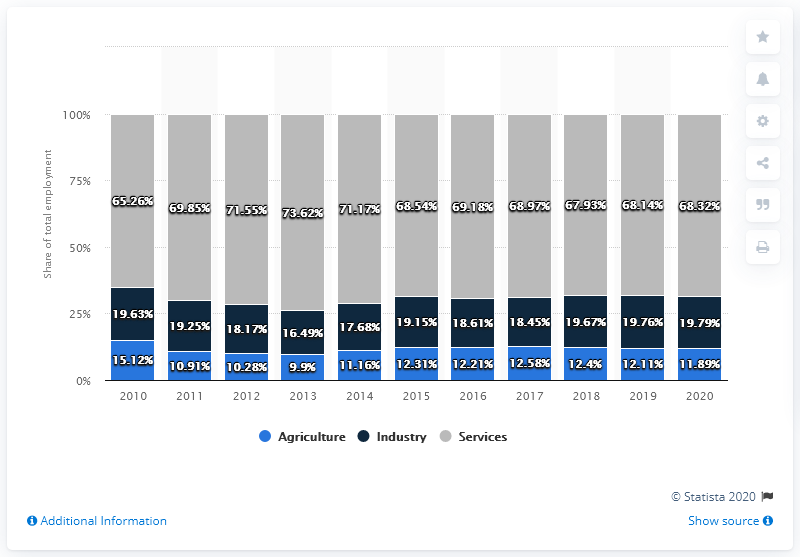 Share of total employment
100%
75%
50%
25%
0%
65.26% 69.85% 71.55% 73.62% 71.17% 68.54% 69.18% 68.97% 67.93% 68.14% 68.32%
19.63% 19.25% 18.17% 16.49% 17.68% 19.15% 18.61% 18.45% 19.67% 19.76% 19.79%
15.12% 10.91% 10.28% 9.9% 11.16% 12.31% 12.21% 12.58% 12.4% 12.11% 11.89%
2010 2011 2012 2013 2014 2015 2016 2017 2018 2019 2020
Agriculture Industry Services
© Statista 2020
Additional Information Show source